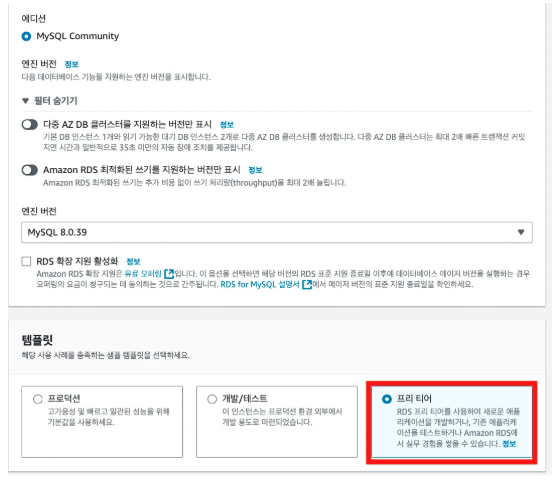 에디션
MySQL Community
엔진 버전 정보
다음 데이터베이스 기능을 지원하는 엔진 버전을 표시합니다.
▼ 필터 숨기기
다중 AZ DB 클러스터를 지원하는 버전만 표시 정보
기본 DB 인스턴스 1개와 읽기 가능한 대기 DB 인스턴스 2개로 다중 AZ DB 클러스터를 생성합니다. 다중 AZ DB 클러스터는 최대 2배 빠른 트랜잭션 커밋
지연 시간과 일반적으로 35초 미만의 자동 장애 조치를 제공합니다.
Amazon RDS 최적화된 쓰기를 지원하는 버전만 표시 정보
Amazon RDS 최적화된 쓰기는 추가 비용 없이 쓰기 처리량(throughput)을 최대 2배 늘립니다.
엔진 버전
MySQL 8.0.39
RDS 확장 지원 활성화 정보
Amazon RDS 확장 지원은 유료 오퍼링입니다. 이 옵션을 선택하면 해당 버전의 RDS 표준 지원 종료일 이후에 데이터베이스 메이저 버전을 실행하는 경우
오퍼링의 요금이 청구되는 데 동의하는 것으로 간주됩니다. RDS for MySQL 설명서에서 메이저 버전의 표준 지원 종료일을 확인하세요.
템플릿
해당 사용 사례를 충족하는 샘플 템플릿을 선택하세요.
프로덕션
고가용성 및 빠르고 일관된 성능을 위해
기본값을 사용하세요.
개발/테스트
이 인스턴스는 프로덕션 환경 외부에서
개발 용도로 마련되었습니다.
프리 티어
RDS 프리 티어를 사용하여 새로운 애플
리케이션을 개발하거나, 기존 애플리케
이션을 테스트하거나 Amazon RDS에
서 실무 경험을 쌓을 수 있습니다. 정보